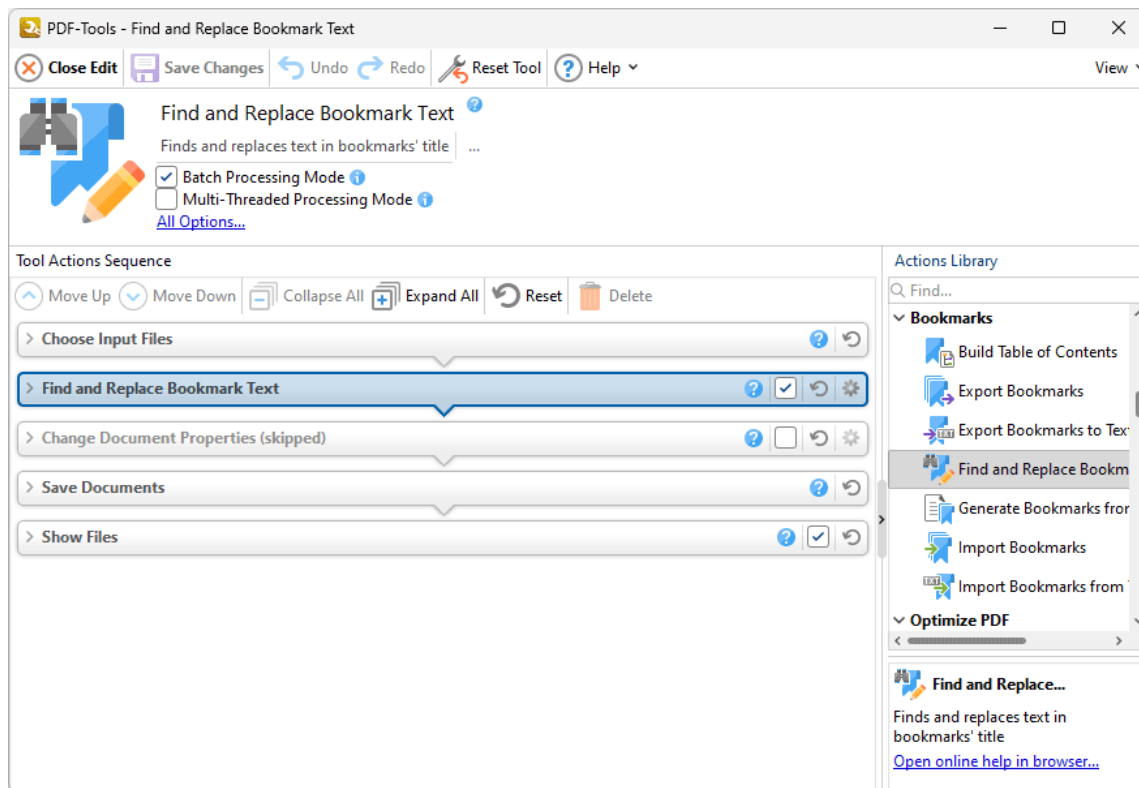 PDF-Tools - Find and Replace Bookmark Text
Close Edit Save Changes Undo Redo Reset Tool ? Help View
Find and Replace Bookmark Text ?
Finds and replaces text in bookmarks' title ...
Batch Processing Mode i
Multi-Threaded Processing Mode i
All Options...
Tool Actions Sequence
Move Up Move Down Collapse All Expand All Reset Delete
Choose Input Files ?
Find and Replace Bookmark Text ?
Change Document Properties (skipped) ?
Save Documents ?
Show Files ?
Actions Library
Find...
Bookmarks
Build Table of Contents
Export Bookmarks
TXT Export Bookmarks to Tex
Find and Replace Bookm
Generate Bookmarks fror
Import Bookmarks
TXT Import Bookmarks from
Optimize PDF
Find and Replace...
Finds and replaces text in
bookmarks' title
Open online help in browser...